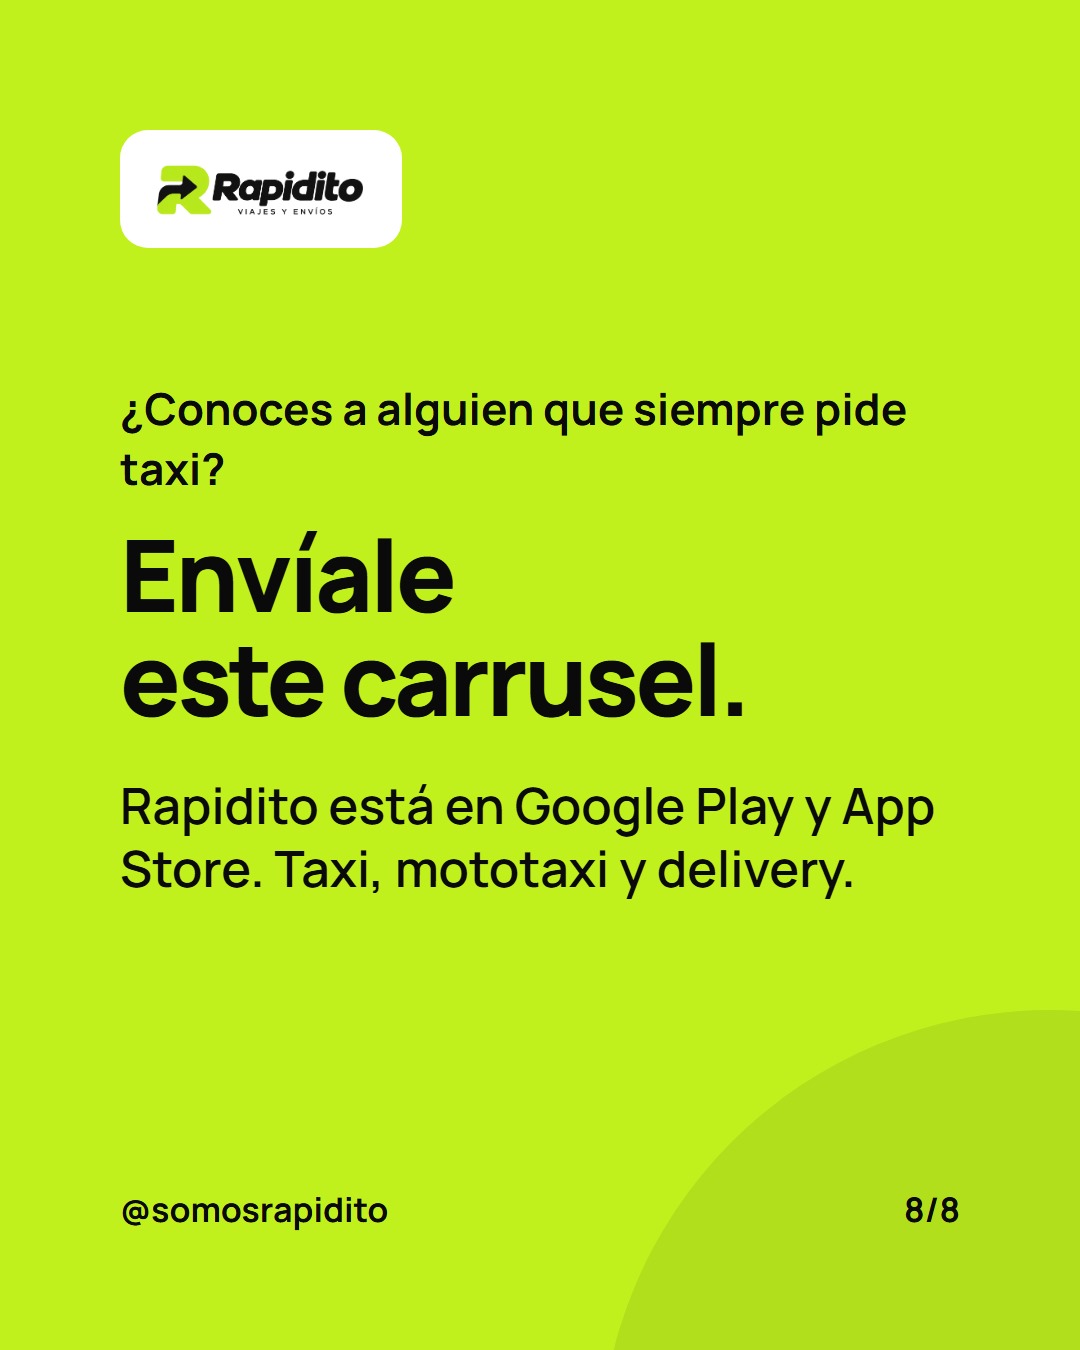 Rapidito
VIAJES Y ENVÍOS
¿Conoces a alguien que siempre pide
taxi?
Envíale
este carrusel.
Rapidito está en Google Play y App
Store. Taxi, mototaxi y delivery.
@somosrapidito
8/8